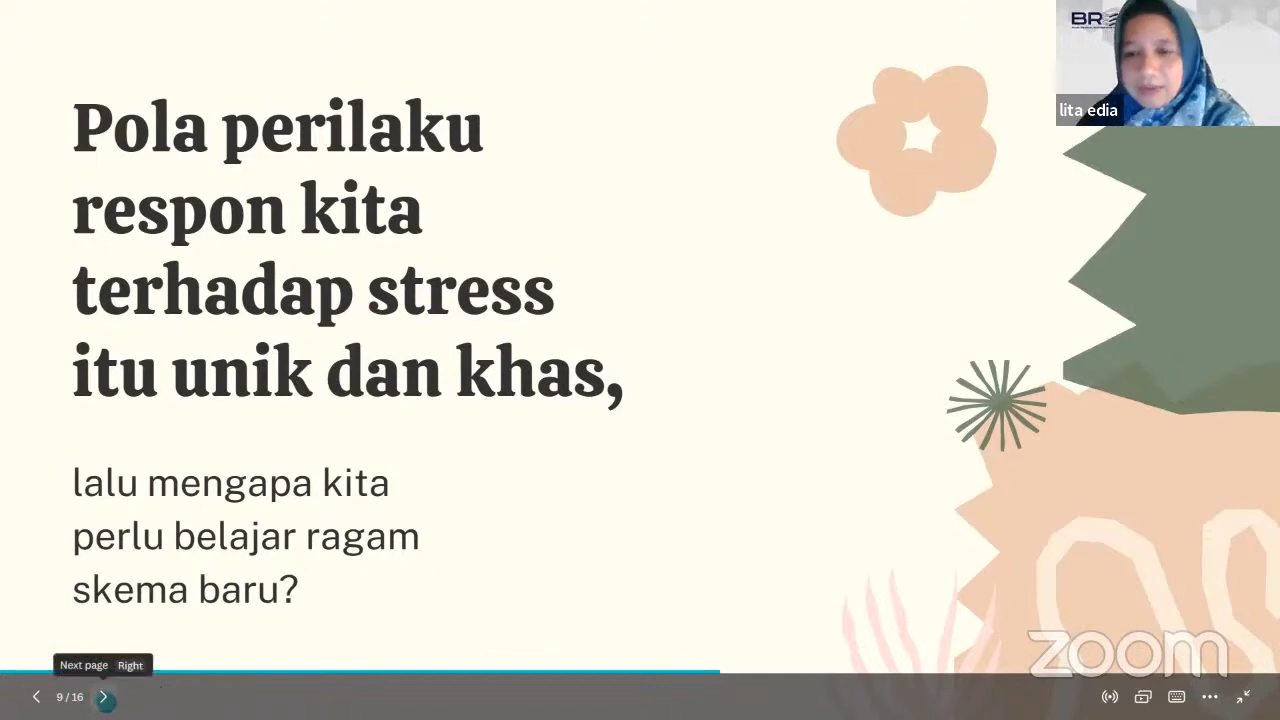 Pola perilaku
respon kita
terhadap stress
itu unik dan khas,
lalu mengapa kita
perlu belajar ragam
skema baru?
lita edia
Next page Right
9 / 16
zoom